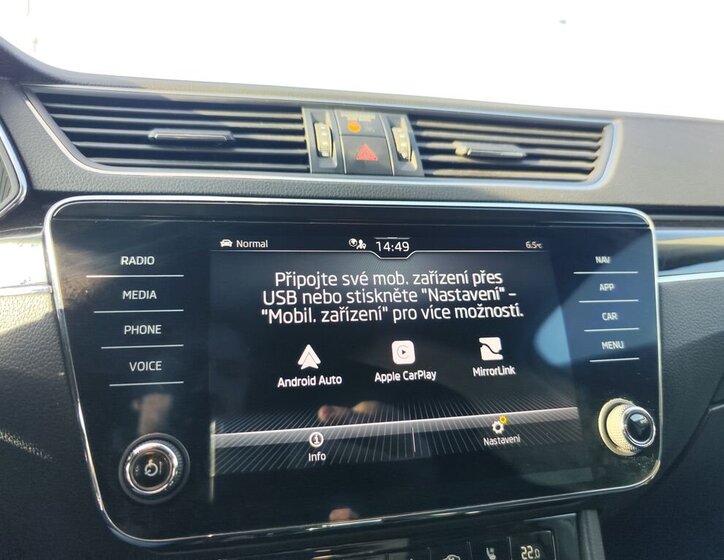 Normal
14:49
6.5°C
RADIO
MEDIA
PHONE
VOICE
Připojte své mob. zařízení přes
USB nebo stiskněte "Nastavení" –
"Mobil. zařízení" pro více možností.
Android Auto
Apple CarPlay
MirrorLink
Info
Nastavení
NAV
APP
CAR
MENU
22.0